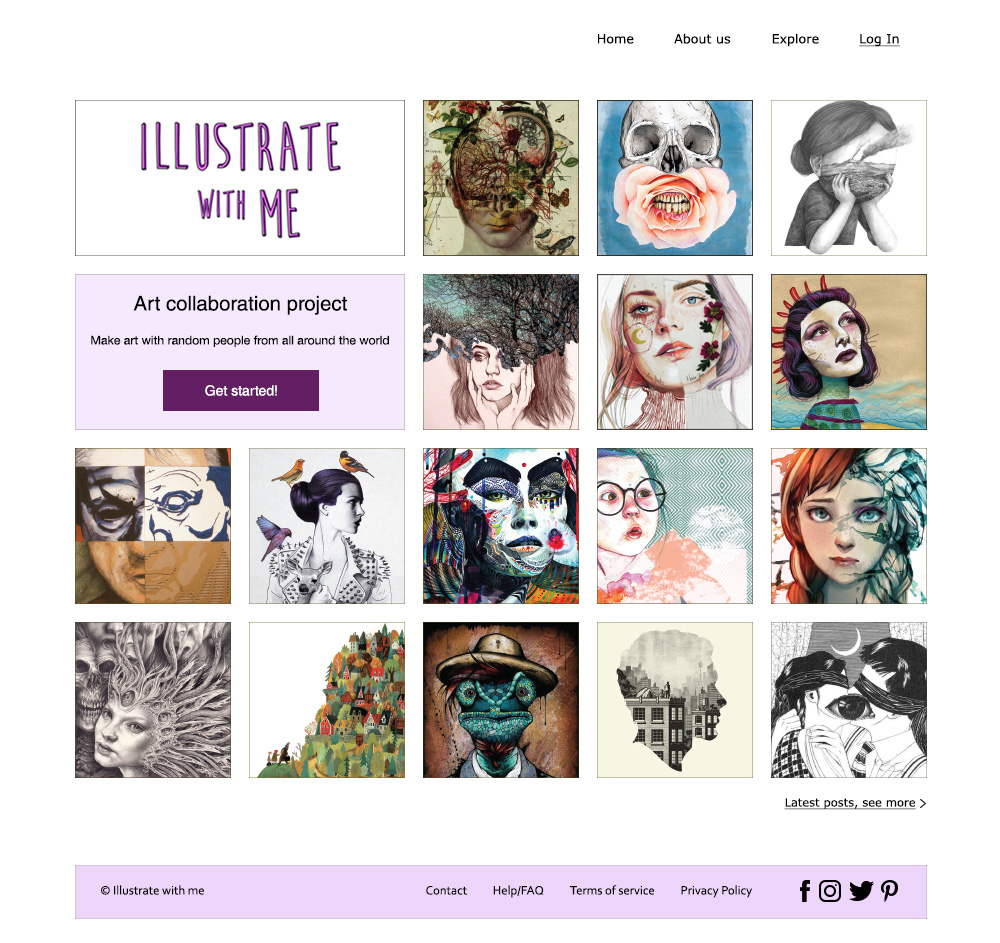 Home About us Explore Log In
ILLUSTRATE
WITH ME
Art collaboration project
Make art with random people from all around the world
Get started!
Latest posts, see more >
© Illustrate with me Contact Help/FAQ Terms of service Privacy Policy